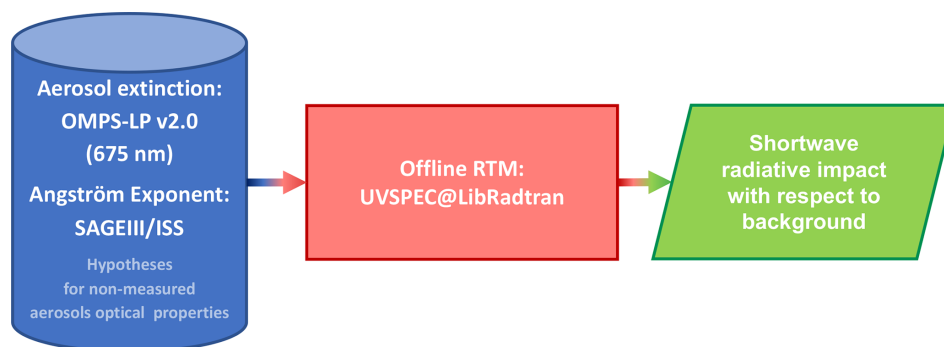 Aerosol extinction:
OMPS-LP v2.0
(675 nm)
Angström Exponent:
SAGEIII/ISS
Hypotheses
for non-measured
aerosols optical properties
Offline RTM:
UVSPEC@LibRadtran
Shortwave
radiative impact
with respect to
background